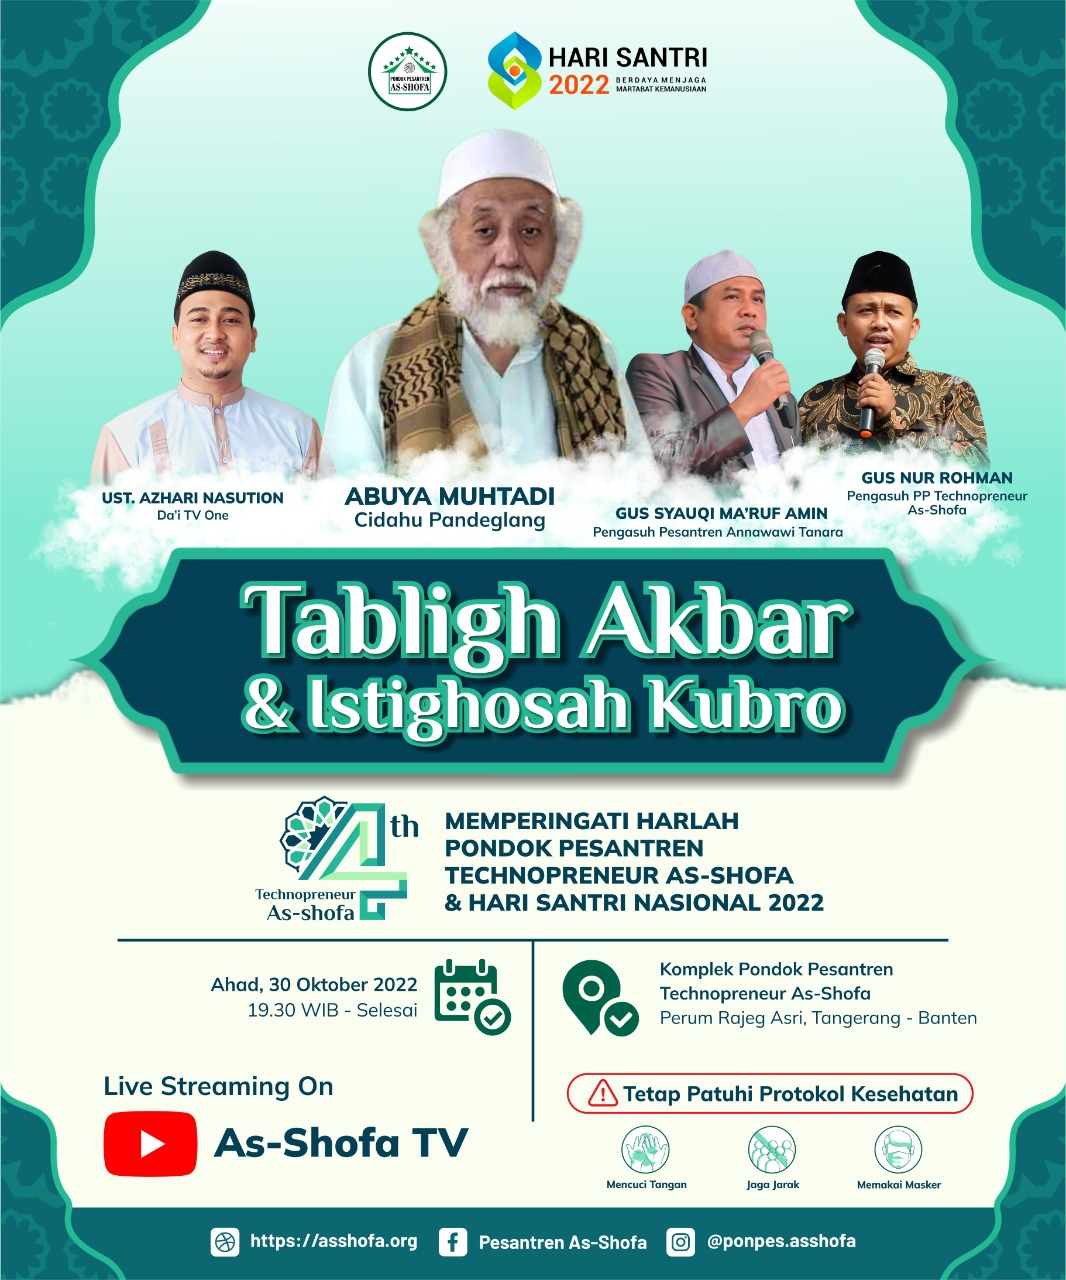 PONDOK PESANTREN
AS-SHOFA
HARI SANTRI
2022
BERDAYA MENJAGA
MARTABAT KEMANUSIAAN
UST. AZHARI NASUTION
Da'i TV One
ABUYA MUHTADI
Cidahu Pandeglang
GUS SYAUQI MA'RUF AMIN
Pengasuh Pesantren Annawawi Tanara
GUS NUR ROHMAN
Pengasuh PP Technopreneur
As-Shofa
Tabligh Akbar
& Istighosah Kubro
4th
Technopreneur
As-shofa
MEMPERINGATI HARLAH
PONDOK PESANTREN
TECHNOPRENEUR AS-SHOFA
& HARI SANTRI NASIONAL 2022
Ahad, 30 Oktober 2022
19.30 WIB - Selesai
Komplek Pondok Pesantren
Technopreneur As-Shofa
Perum Rajeg Asri, Tangerang - Banten
Live Streaming On
As-Shofa TV
Tetap Patuhi Protokol Kesehatan
Mencuci Tangan
Jaga Jarak
Memakai Masker
https://asshofa.org
Pesantren As-Shofa
@ponpes.asshofa